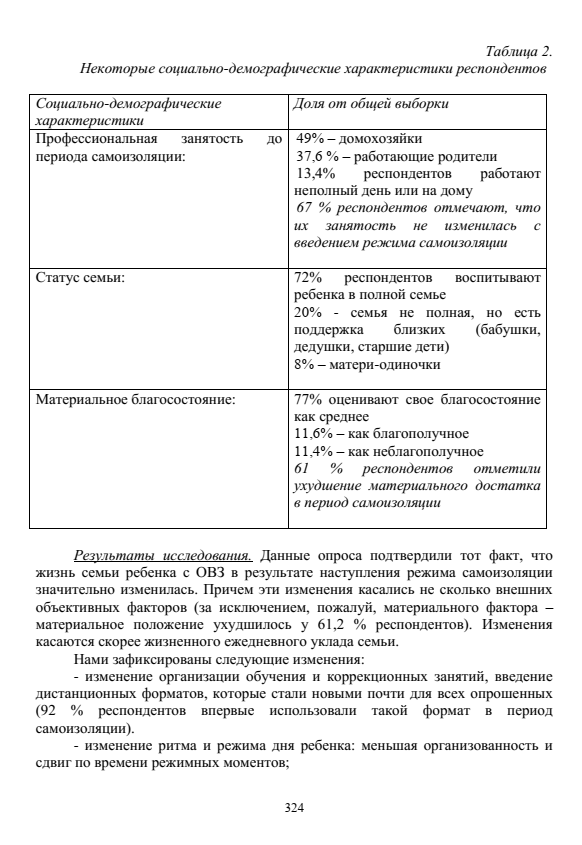 Таблица 2.
Некоторые социально-демографические характеристики респондентов
Социально-демографические
характеристики
Доля от общей выборки
Профессиональная занятость до
периода самоизоляции:
49% – домохозяйки
37,6 % – работающие родители
13,4% респондентов работают
неполный день или на дому
67 % респондентов отмечают, что
их занятость не изменилась с
введением режима самоизоляции
Статус семьи:
72% респондентов воспитывают
ребенка в полной семье
20% - семья не полная, но есть
поддержка близких (бабушки,
дедушки, старшие дети)
8% – матери-одиночки
Материальное благосостояние:
77% оценивают свое благосостояние
как среднее
11,6% – как благополучное
11,4% – как неблагополучное
61 % респондентов отметили
ухудшение материального достатка
в период самоизоляции
Результаты исследования. Данные опроса подтвердили тот факт, что
жизнь семьи ребенка с ОВЗ в результате наступления режима самоизоляции
значительно изменилась. Причем эти изменения касались не сколько внешних
объективных факторов (за исключением, пожалуй, материального фактора –
материальное положение ухудшилось у 61,2 % респондентов). Изменения
касаются скорее жизненного ежедневного уклада семьи.
Нами зафиксированы следующие изменения:
- изменение организации обучения и коррекционных занятий, введение
дистанционных форматов, которые стали новыми почти для всех опрошенных
(92 % респондентов впервые использовали такой формат в период
самоизоляции).
- изменение ритма и режима дня ребенка: меньшая организованность и
сдвиг по времени режимных моментов;
324